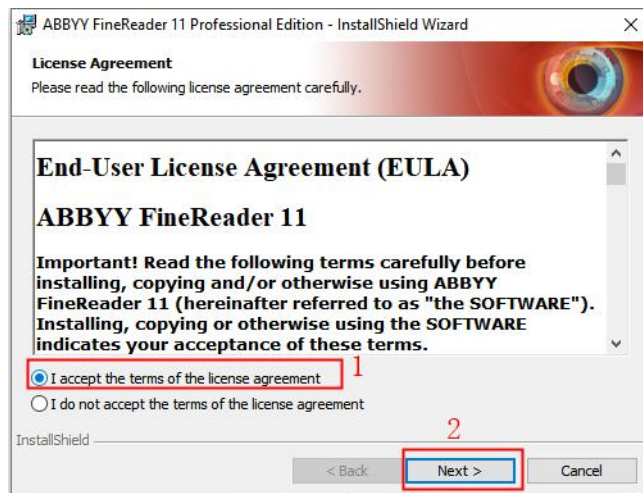 ABBYY FineReader 11 Professional Edition - InstallShield Wizard
License Agreement
Please read the following license agreement carefully.
End-User License Agreement (EULA)
ABBYY FineReader 11
Important! Read the following terms carefully before
installing, copying and/or otherwise using ABBYY
FineReader 11 (hereinafter referred to as "the SOFTWARE").
Installing, copying or otherwise using the SOFTWARE
indicates your acceptance of these terms.
I accept the terms of the license agreement 1
I do not accept the terms of the license agreement
InstallShield
2
< Back Next > Cancel